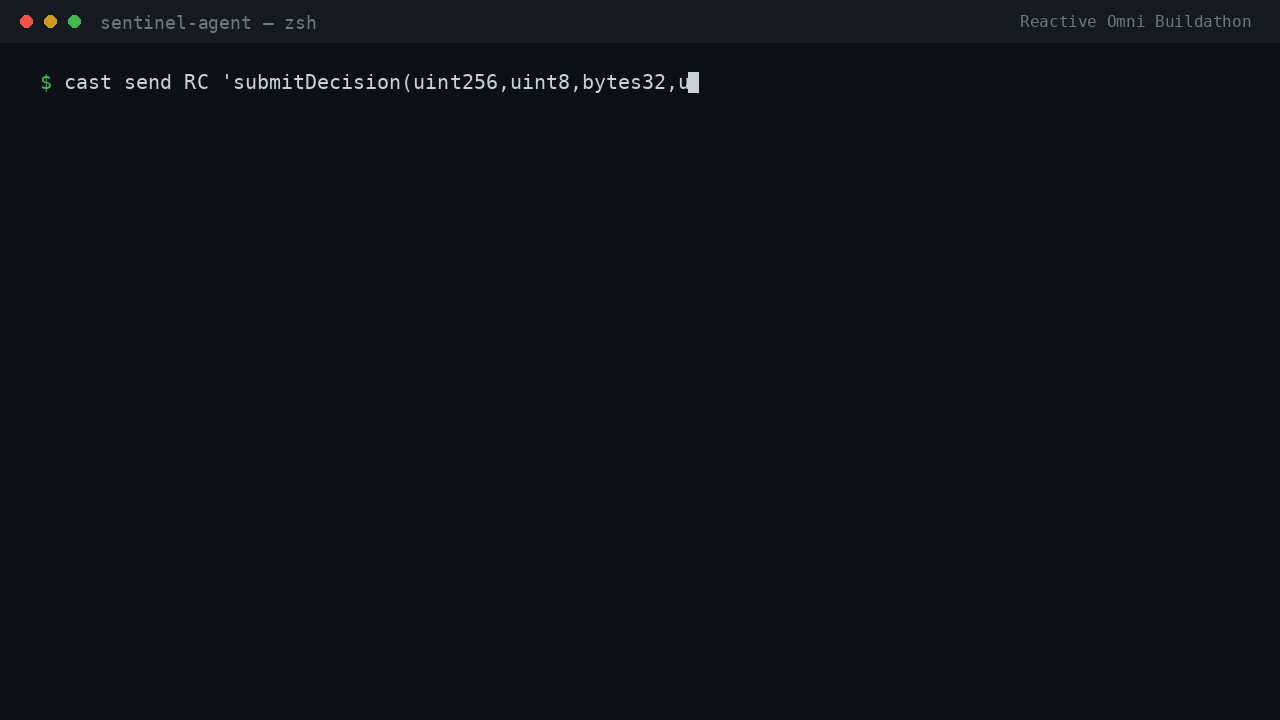 sentinel-agent — zsh
Reactive Omni Buildathon
$ cast send RC 'submitDecision(uint256,uint8,bytes32,u